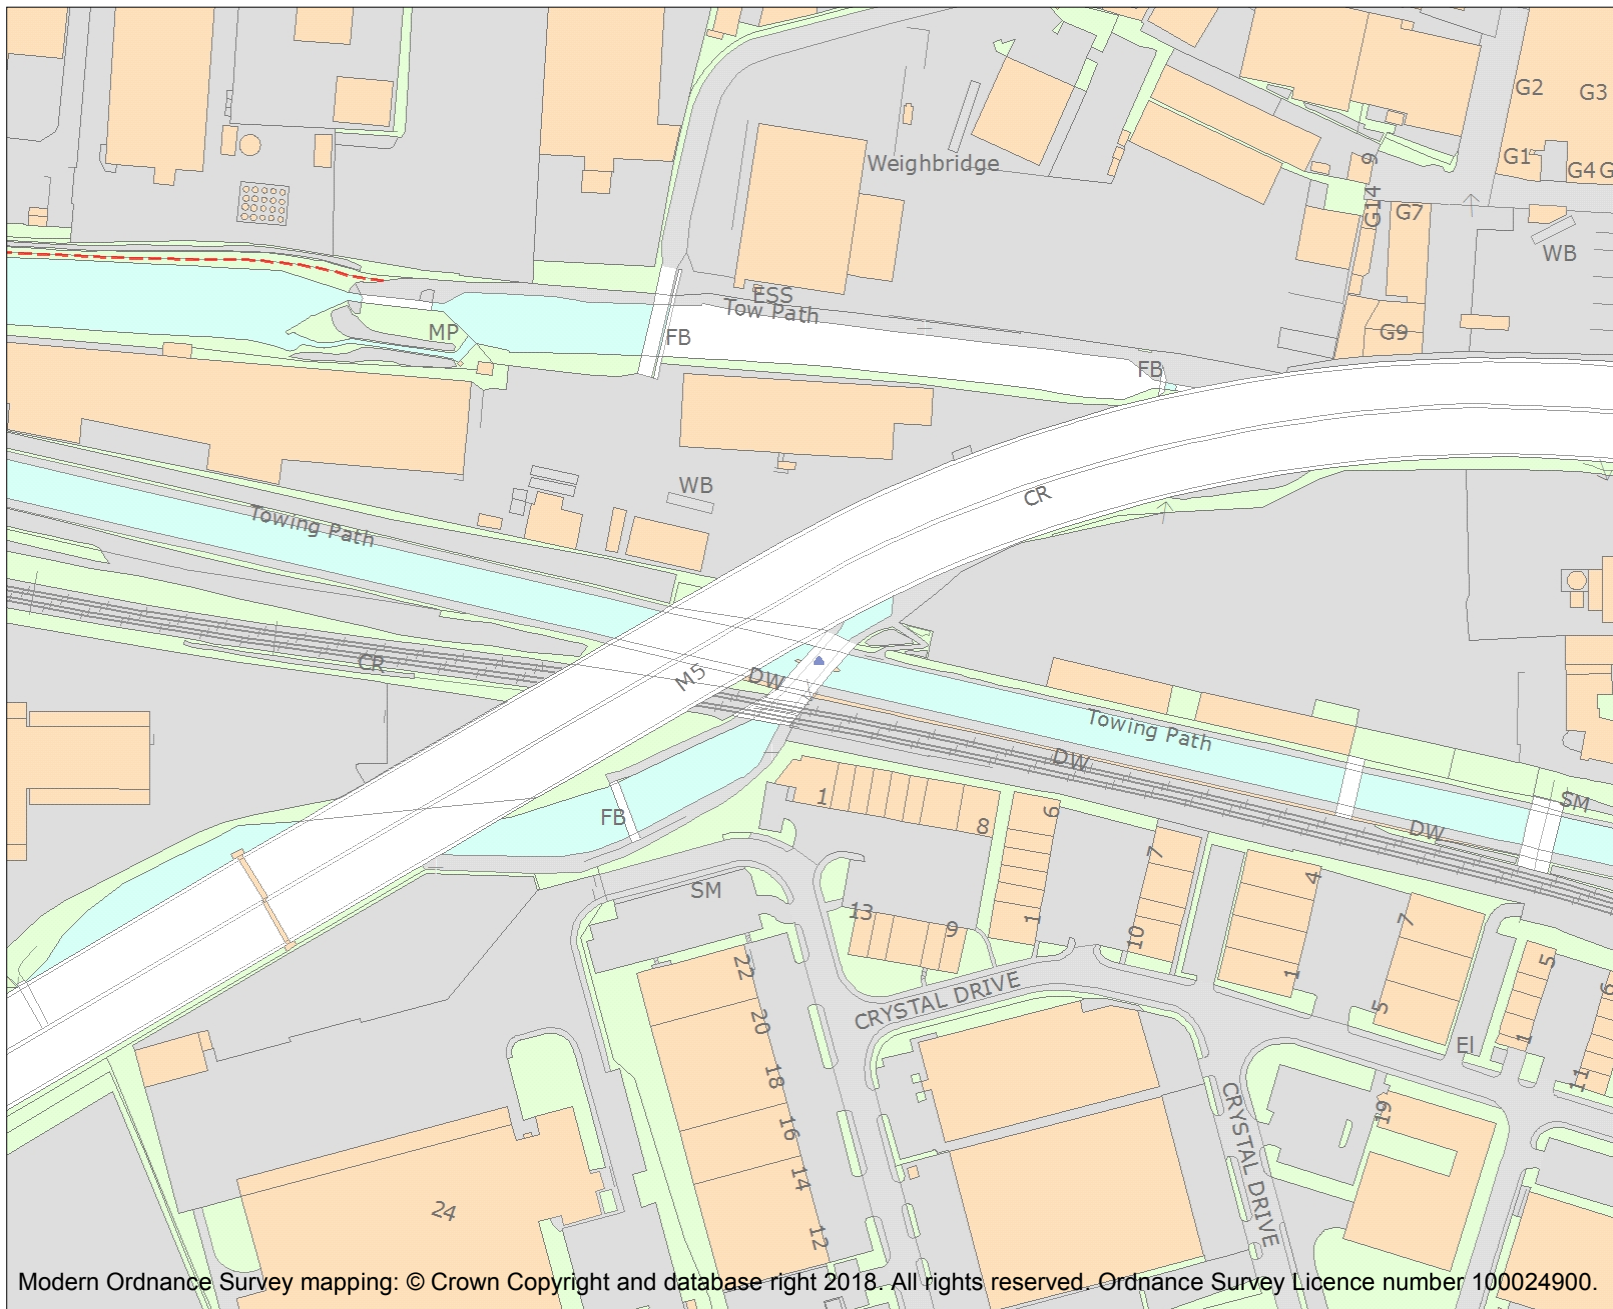 G2
G3
Weighbridge
G1
G4
G
9
G14
G7
WB
ESS
Tow Path
MP
FB
G9
FB
WB
CR
Towing Path
CR
M5
DW
Towing Path
DW
SM
DW
1
8
6
FB
7
4
SM
13
9
1
10
7
5
22
1
6
CRYSTAL DRIVE
5
20
1
El
18
11
CRYSTAL DRIVE
19
16
14
24
12
Modern Ordnance Survey mapping: © Crown Copyright and database right 2018. All rights reserved. Ordnance Survey Licence number 100024900.